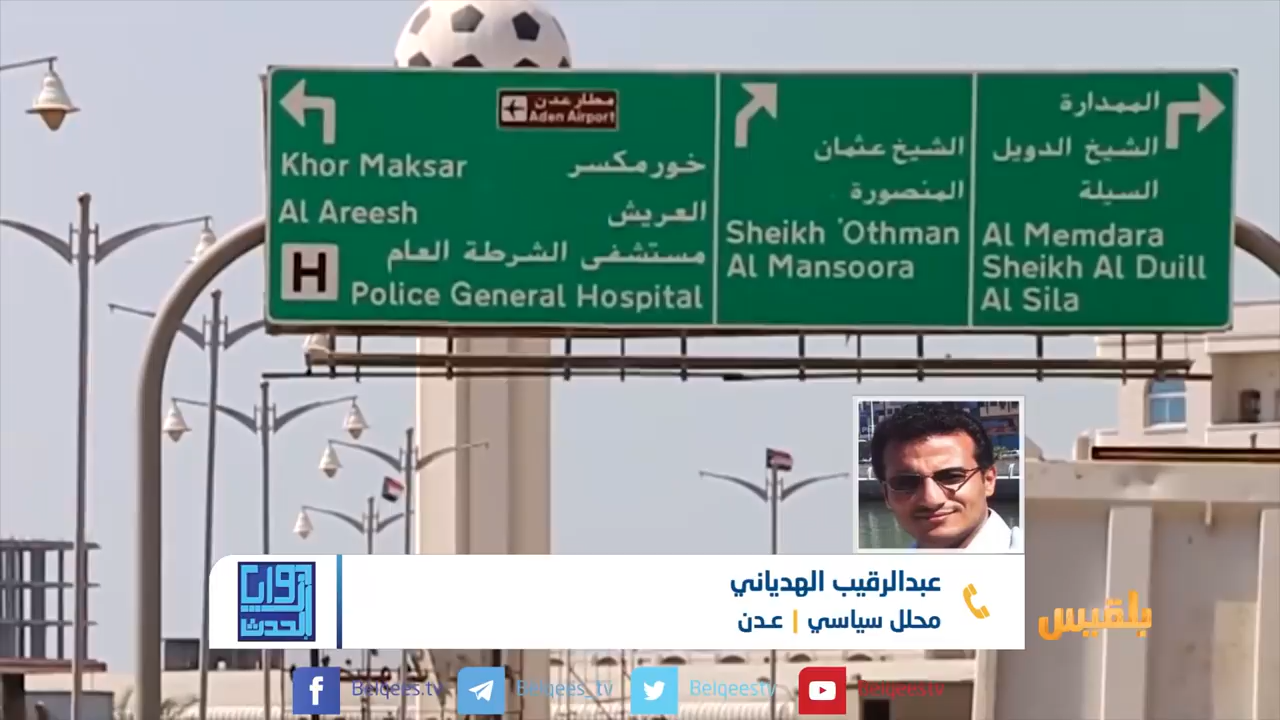 مطار عدن
Aden Airport
Khor Maksar خور مكسر
Al Areesh العريش
H مستشفى الشرطة العام
Police General Hospital
الشيخ عثمان
المنصورة
Sheikh 'Othman
Al Mansoora
الممدارة
الشيخ الدويل
السيلة
Al Memdara
Sheikh Al Duill
Al Sila
عبدالرقيب الهدياني
محلل سياسي | عدن
زوايا الحدث
بلقيس
Belqees.tv
Belqees_tv
Belqeestv
Belqeestv